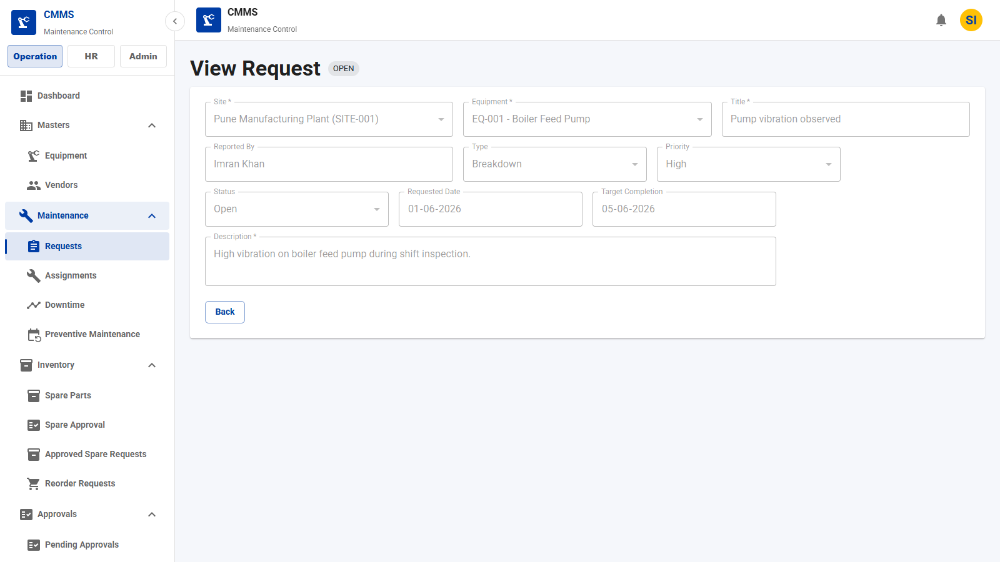 CMMS
Maintenance Control
Operation
HR
Admin
Dashboard
Masters
Equipment
Vendors
Maintenance
Requests
Assignments
Downtime
Preventive Maintenance
Inventory
Spare Parts
Spare Approval
Approved Spare Requests
Reorder Requests
Approvals
Pending Approvals
CMMS
Maintenance Control
SI
View Request
OPEN
Site *
Pune Manufacturing Plant (SITE-001)
Equipment *
EQ-001 - Boiler Feed Pump
Title *
Pump vibration observed
Reported By
Imran Khan
Type
Breakdown
Priority
High
Status
Open
Requested Date
01-06-2026
Target Completion
05-06-2026
Description *
High vibration on boiler feed pump during shift inspection.
Back